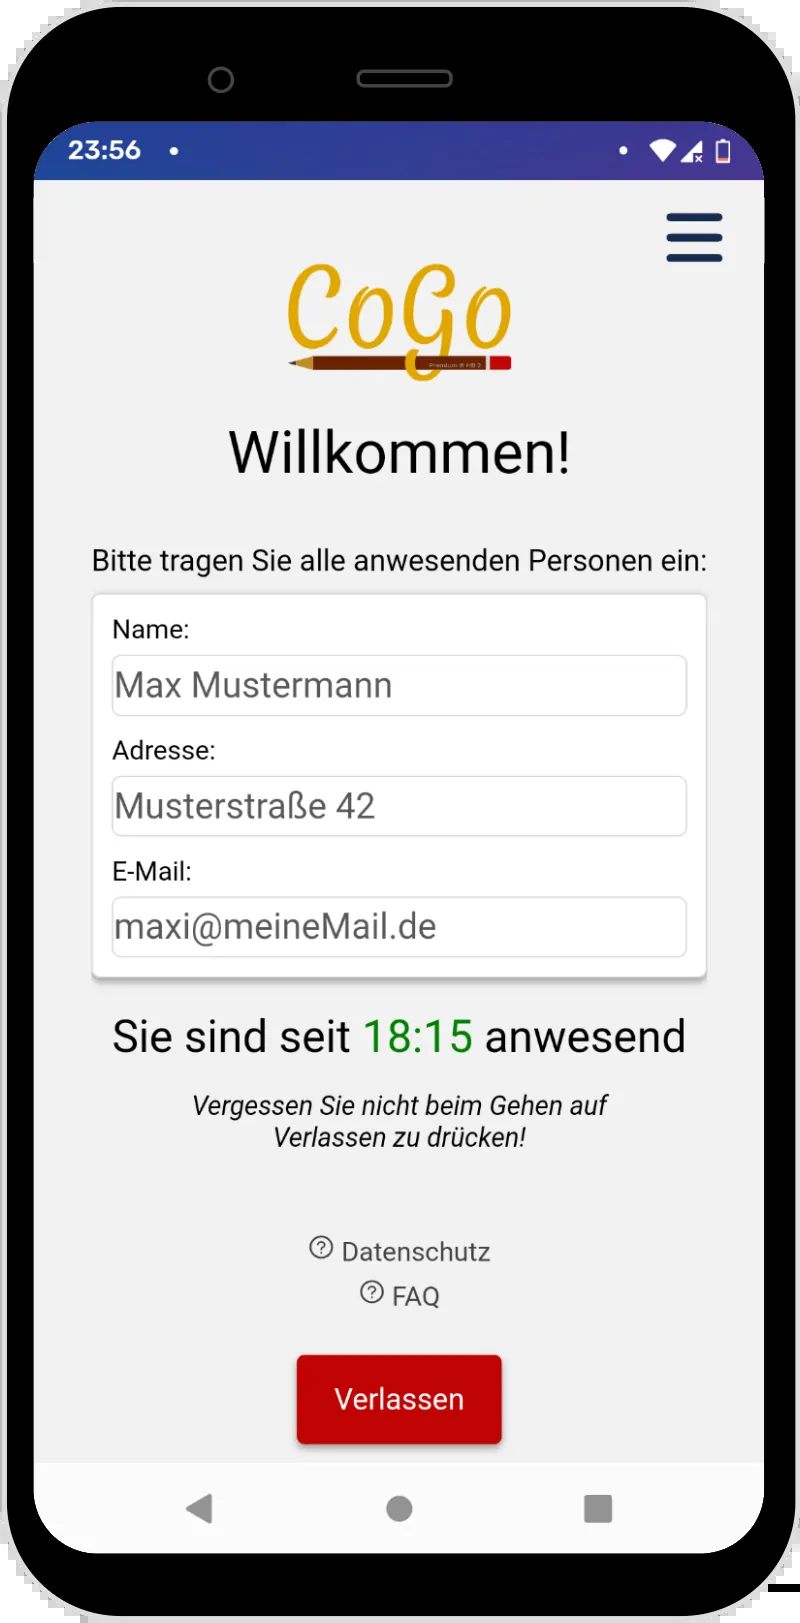 23:56
CoGo
Premium # HB 2
Willkommen!
Bitte tragen Sie alle anwesenden Personen ein:
Name:
Max Mustermann
Adresse:
Musterstraße 42
E-Mail:
maxi@meineMail.de
Sie sind seit 18:15 anwesend
Vergessen Sie nicht beim Gehen auf
Verlassen zu drücken!
Datenschutz
FAQ
Verlassen